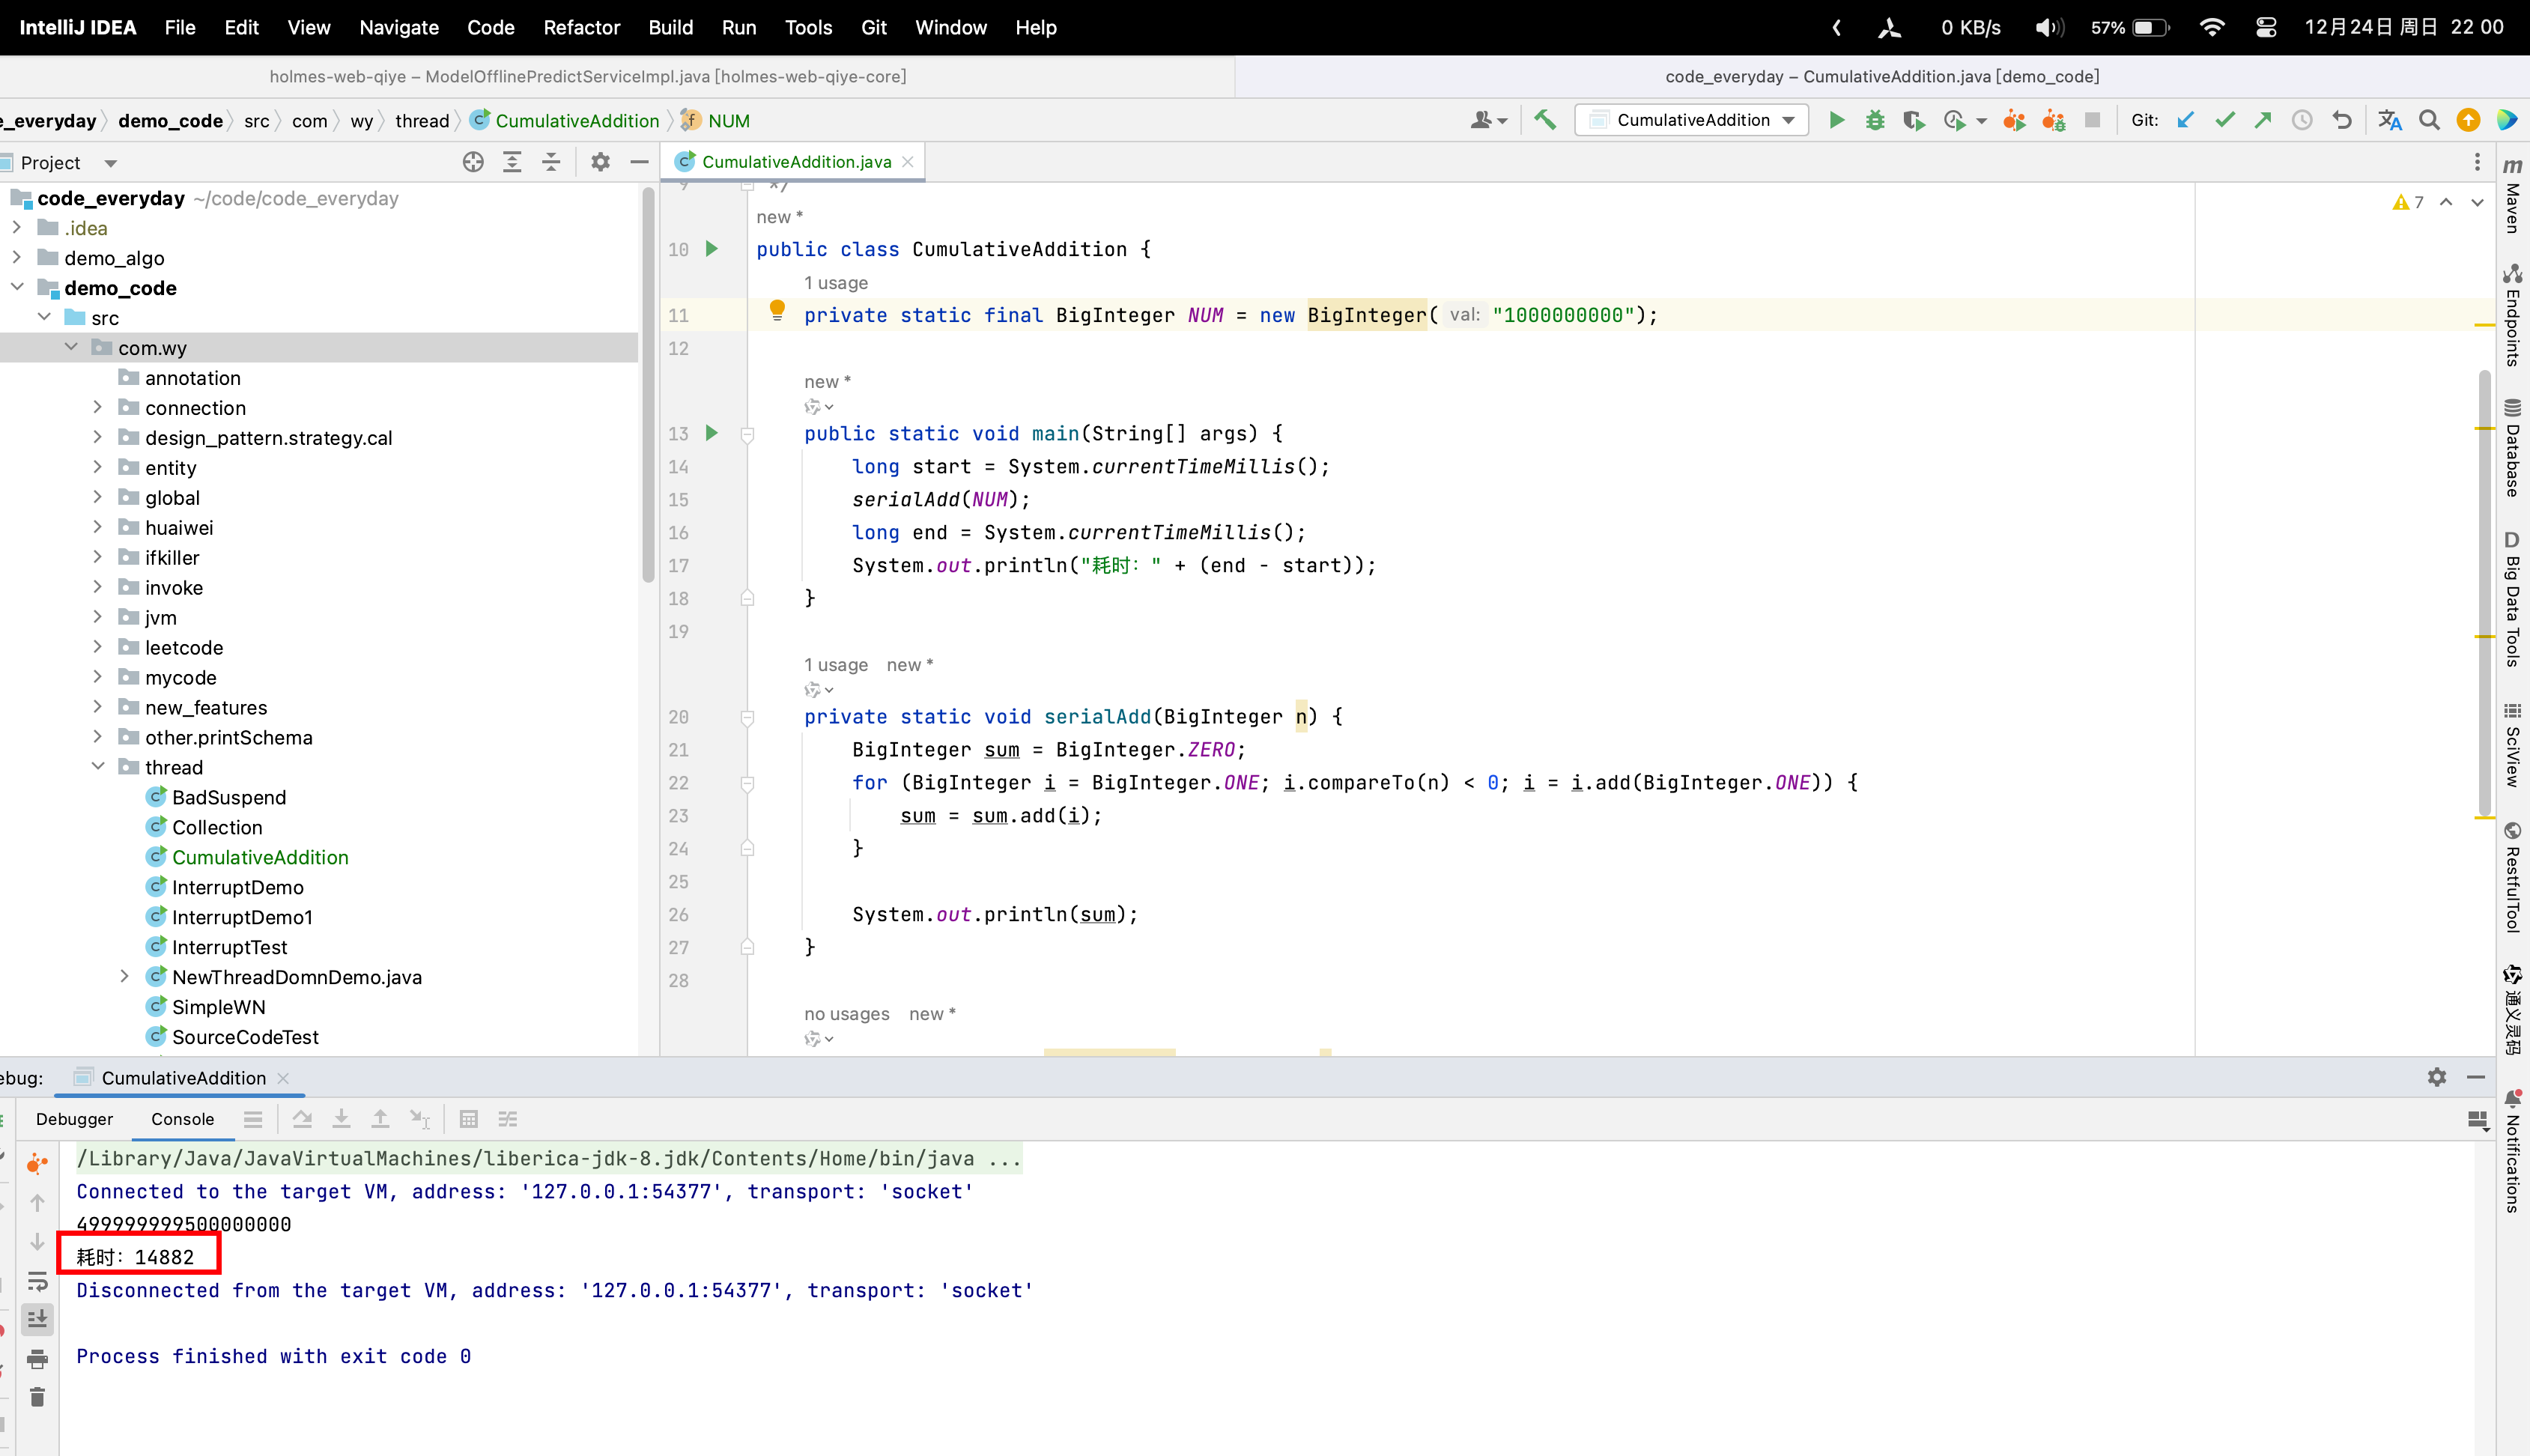 IntelliJ IDEA File Edit View Navigate Code Refactor Build Run Tools Git Window Help 0 KB/s 57% 12月24日 周日 22 00
holmes-web-qiye – ModelOfflinePredictServiceImpl.java [holmes-web-qiye-core] code_everyday – CumulativeAddition.java [demo_code]
e_everyday demo_code src com wy thread CumulativeAddition NUM CumulativeAddition Git:
Project
CumulativeAddition.java
code_everyday ~/code/code_everyday
.idea
demo_algo
demo_code
src
com.wy
annotation
connection
design_pattern.strategy.cal
entity
global
huaiwei
ifkiller
invoke
jvm
leetcode
mycode
new_features
other.printSchema
thread
BadSuspend
Collection
CumulativeAddition
InterruptDemo
InterruptDemo1
InterruptTest
NewThreadDomnDemo.java
SimpleWN
SourceCodeTest
9 */
new *
10 public class CumulativeAddition {
1 usage
11 private static final BigInteger NUM = new BigInteger( val: "1000000000");
12
new *
13 public static void main(String[] args) {
14 long start = System.currentTimeMillis();
15 serialAdd(NUM);
16 long end = System.currentTimeMillis();
17 System.out.println("耗时：" + (end - start));
18 }
19
1 usage new *
20 private static void serialAdd(BigInteger n) {
21 BigInteger sum = BigInteger.ZERO;
22 for (BigInteger i = BigInteger.ONE; i.compareTo(n) < 0; i = i.add(BigInteger.ONE)) {
23 sum = sum.add(i);
24 }
25
26 System.out.println(sum);
27 }
28
no usages new *
7
Maven
Endpoints
Database
D Big Data Tools
SciView
RestfulTool
通义灵码
Notifications
ebug: CumulativeAddition
Debugger Console
/Library/Java/JavaVirtualMachines/liberica-jdk-8.jdk/Contents/Home/bin/java ...
Connected to the target VM, address: '127.0.0.1:54377', transport: 'socket'
499999999500000000
耗时：14882
Disconnected from the target VM, address: '127.0.0.1:54377', transport: 'socket'
Process finished with exit code 0